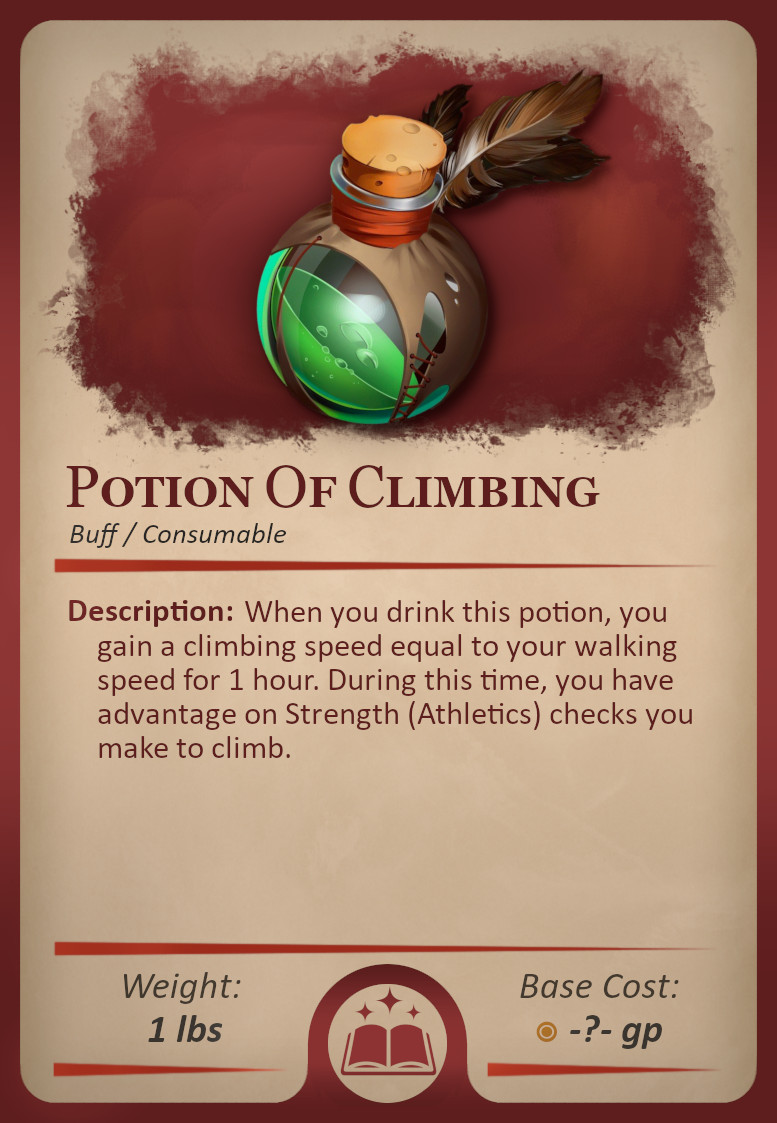 Potion Of Climbing
Buff / Consumable
Description: When you drink this potion, you
gain a climbing speed equal to your walking
speed for 1 hour. During this time, you have
advantage on Strength (Athletics) checks you
make to climb.
Weight:
1 lbs
Base Cost:
-?- gp